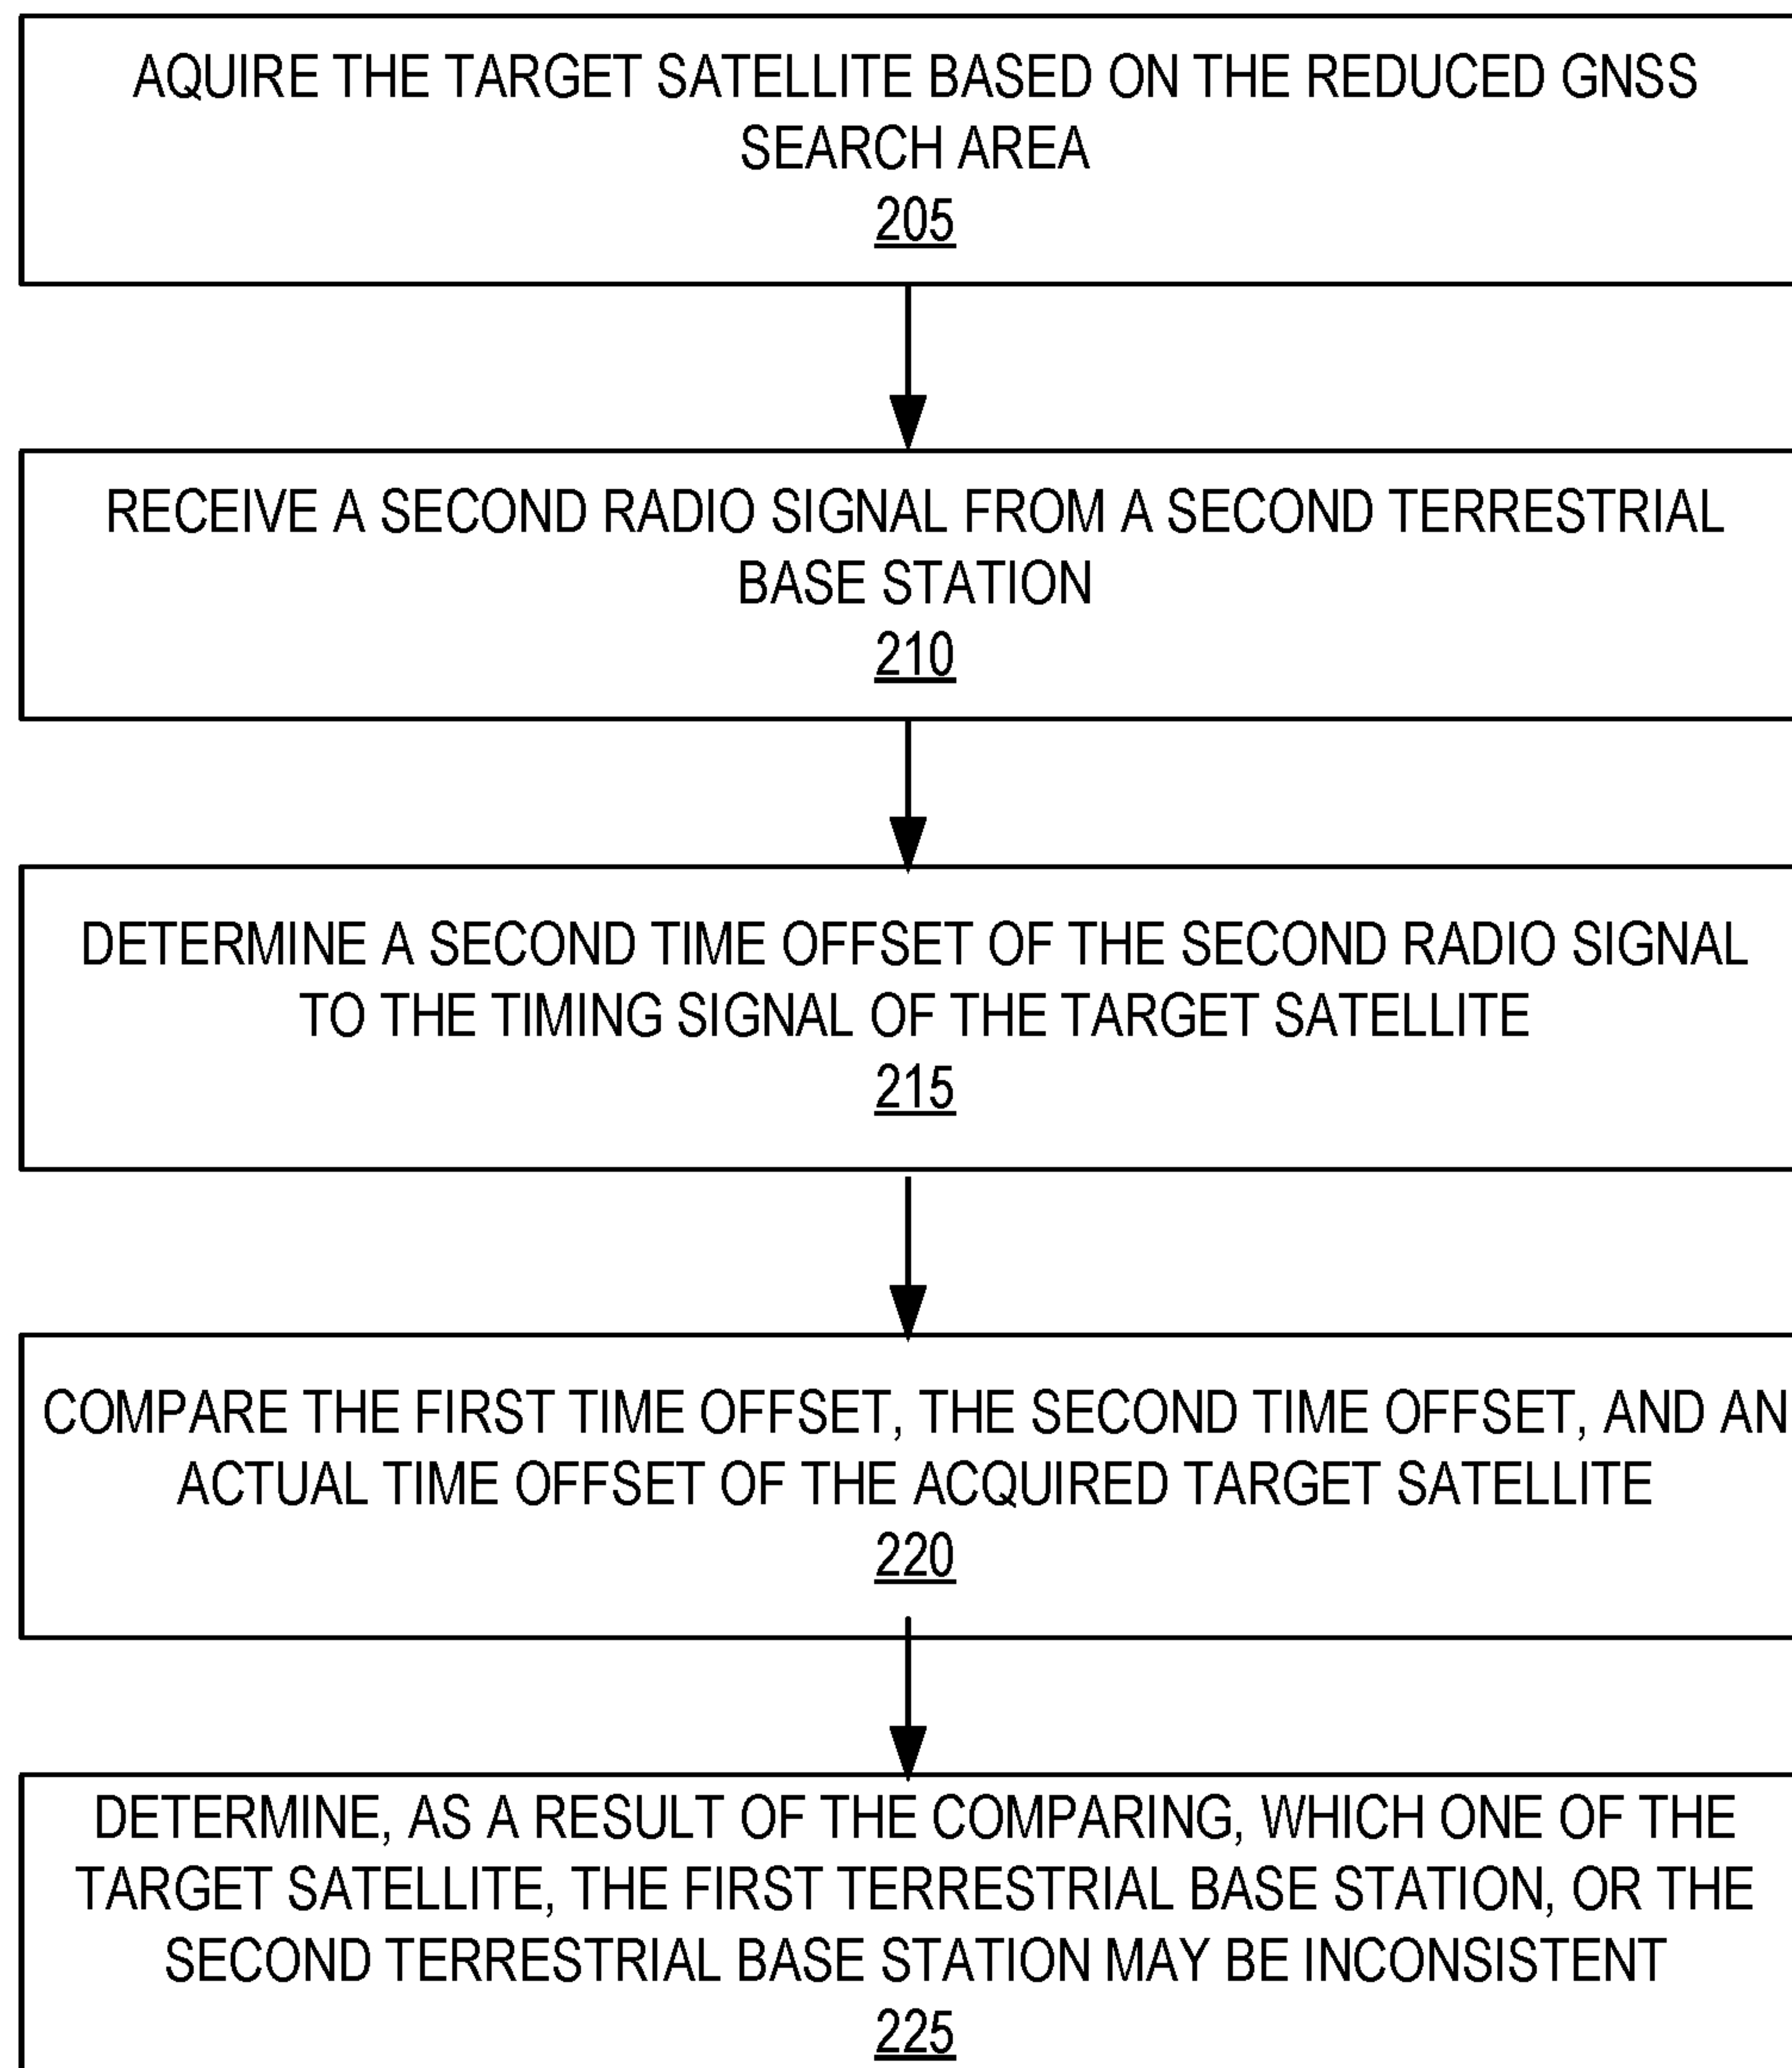 AQUIRE THE TARGET SATELLITE BASED ON THE REDUCED GNSS
SEARCH AREA
205
RECEIVE A SECOND RADIO SIGNAL FROM A SECOND TERRESTRIAL
BASE STATION
210
DETERMINE A SECOND TIME OFFSET OF THE SECOND RADIO SIGNAL
TO THE TIMING SIGNAL OF THE TARGET SATELLITE
215
COMPARE THE FIRST TIME OFFSET, THE SECOND TIME OFFSET, AND AN
ACTUAL TIME OFFSET OF THE ACQUIRED TARGET SATELLITE
220
DETERMINE, AS A RESULT OF THE COMPARING, WHICH ONE OF THE
TARGET SATELLITE, THE FIRST TERRESTRIAL BASE STATION, OR THE
SECOND TERRESTRIAL BASE STATION MAY BE INCONSISTENT
225